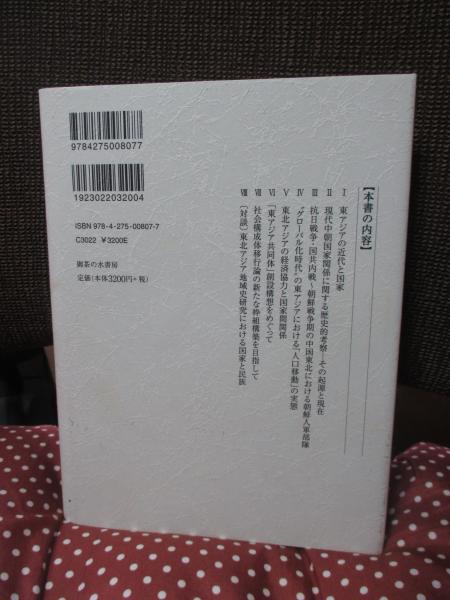 【本書の内容】
Ⅰ 東アジアの近代と国家
Ⅱ 現代中朝国家関係に関する歴史的考察―その起源と現在
Ⅲ 抗日戦争・国共内戦～朝鮮戦争期の中国東北における朝鮮人軍部隊
Ⅳ “グローバル化時代”の東アジアにおける「人口移動」の実態
Ⅴ 東北アジアの経済協力と国家間関係
Ⅵ 「東アジア共同体」創設構想をめぐって
Ⅶ 社会構成体移行論の新たな枠組構築を目指して
Ⅷ 〔対談〕東北アジア地域史研究における国家と民族
9784275008077
1923022032004
ISBN978-4-275-00807-7
C3022 ¥3200E
御茶の水書房
定価(本体3200円+税)